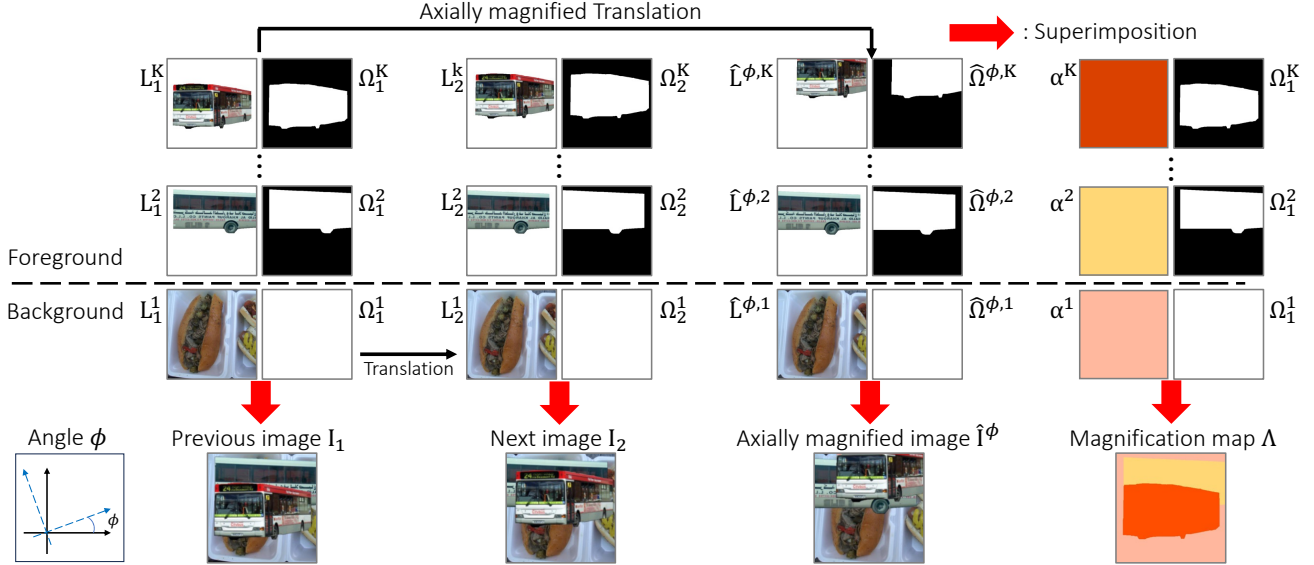 Axially magnified Translation
: Superimposition
L₁ᴷ Ω₁ᴷ L₂ᵏ Ω₂ᴷ L̂^{ϕ,K} Ω̂^{ϕ,K} αᴷ Ω₁ᴷ
L₁² Ω₁² L₂² Ω₂² L̂^{ϕ,2} Ω̂^{ϕ,2} α² Ω₁²
Foreground
Background L₁¹ Ω₁¹ L₂¹ Ω₂¹ L̂^{ϕ,1} Ω̂^{ϕ,1} α¹ Ω₁¹
Translation
Angle ϕ Previous image I₁ Next image I₂ Axially magnified image Î^ϕ Magnification map Λ
ϕ